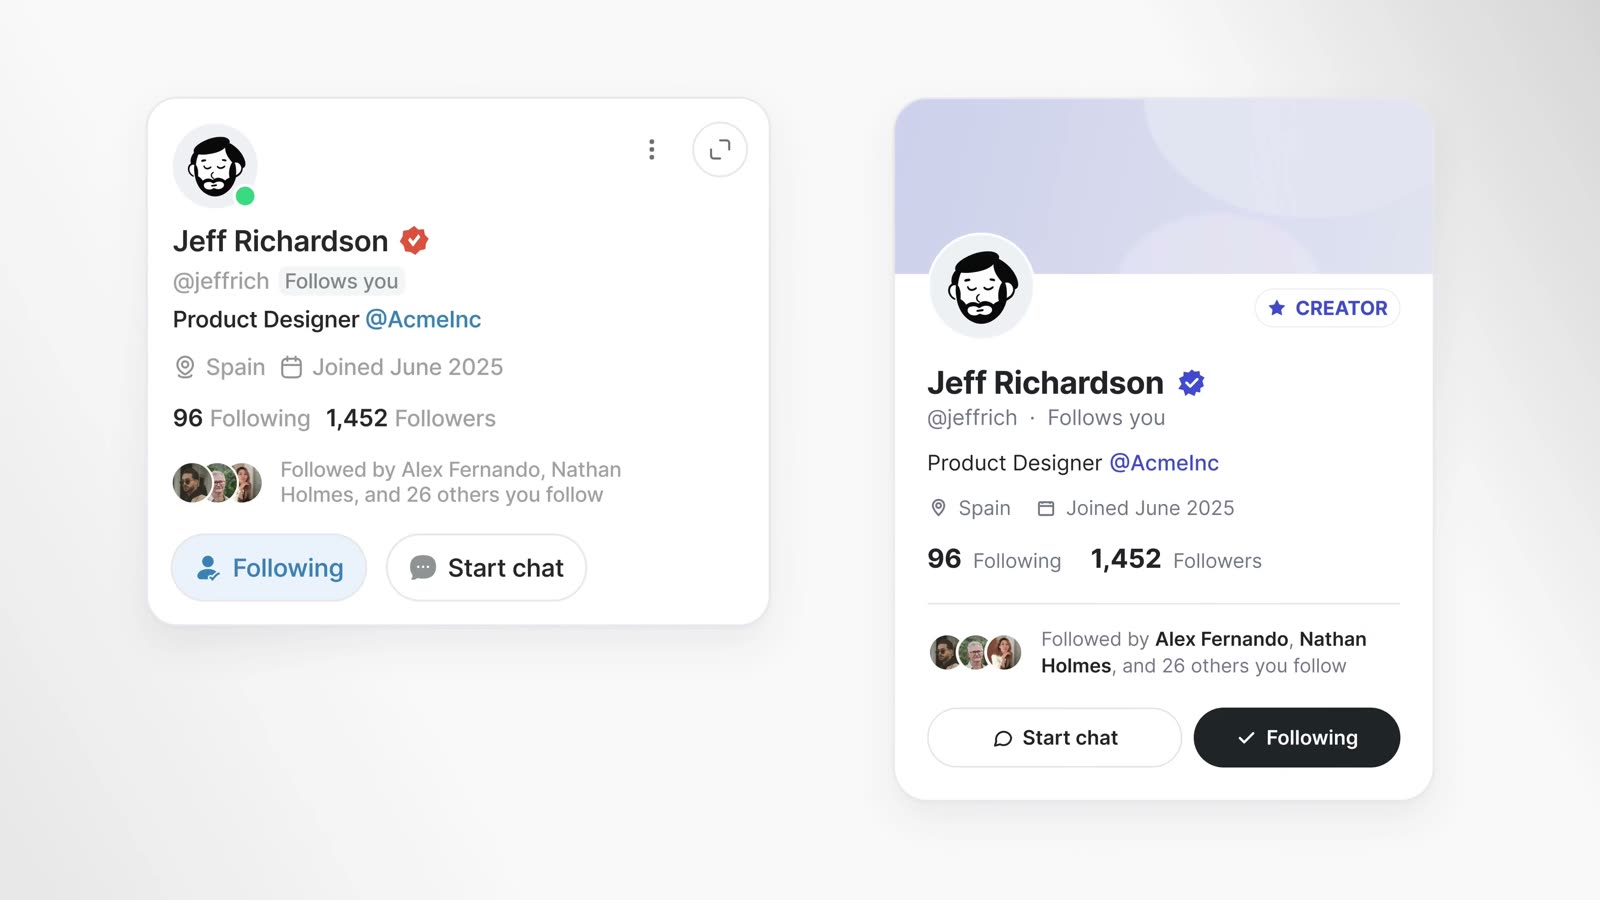 Jeff Richardson
@jeffrich Follows you
Product Designer @AcmeInc
Spain Joined June 2025
96 Following 1,452 Followers
Followed by Alex Fernando, Nathan
Holmes, and 26 others you follow
Following Start chat
CREATOR
Jeff Richardson
@jeffrich · Follows you
Product Designer @AcmeInc
Spain Joined June 2025
96 Following 1,452 Followers
Followed by Alex Fernando, Nathan
Holmes, and 26 others you follow
Start chat Following